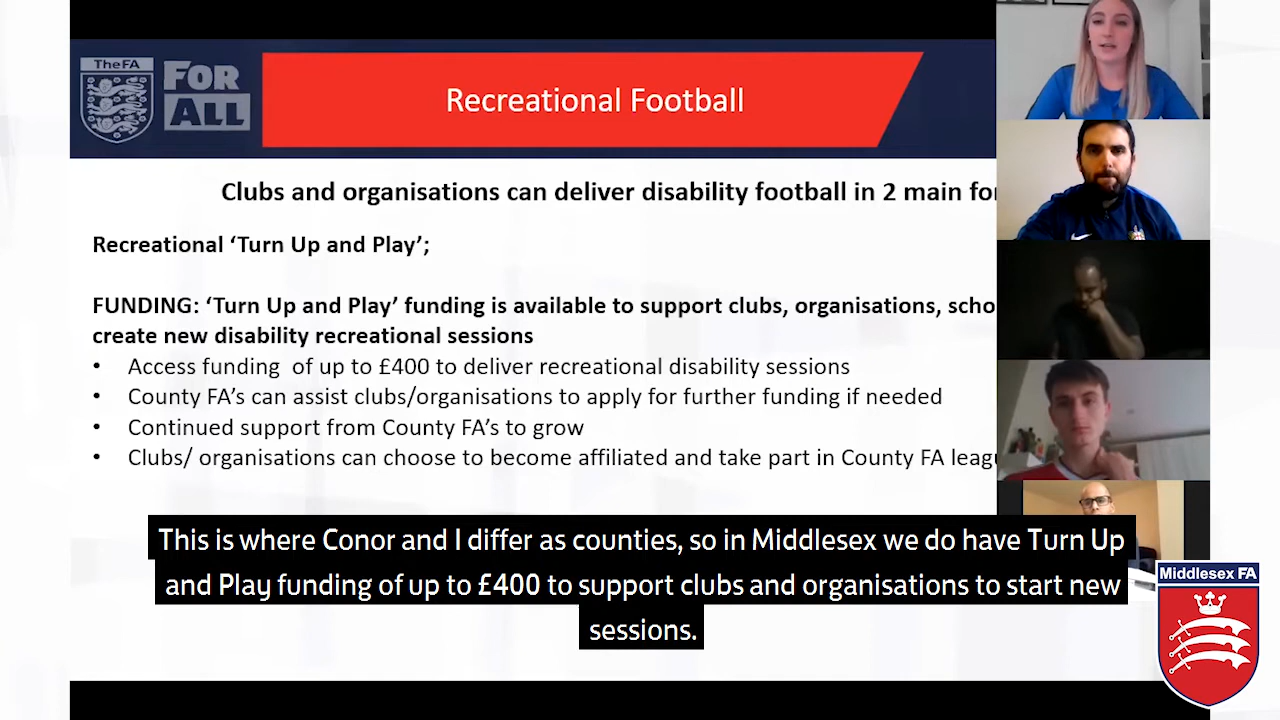 TheFA
FOR
ALL
Recreational Football
Clubs and organisations can deliver disability football in 2 main
Recreational ‘Turn Up and Play’;
FUNDING: ‘Turn Up and Play’ funding is available to support clubs, organisations,
create new disability recreational sessions
• Access funding of up to £400 to deliver recreational disability sessions
• County FA’s can assist clubs/organisations to apply for further funding if needed
• Continued support from County FA’s to grow
• Clubs/ organisations can choose to become affiliated and take part in County FA
This is where Conor and I differ as counties, so in Middlesex we do have Turn Up
and Play funding of up to £400 to support clubs and organisations to start new
sessions.
Middlesex FA